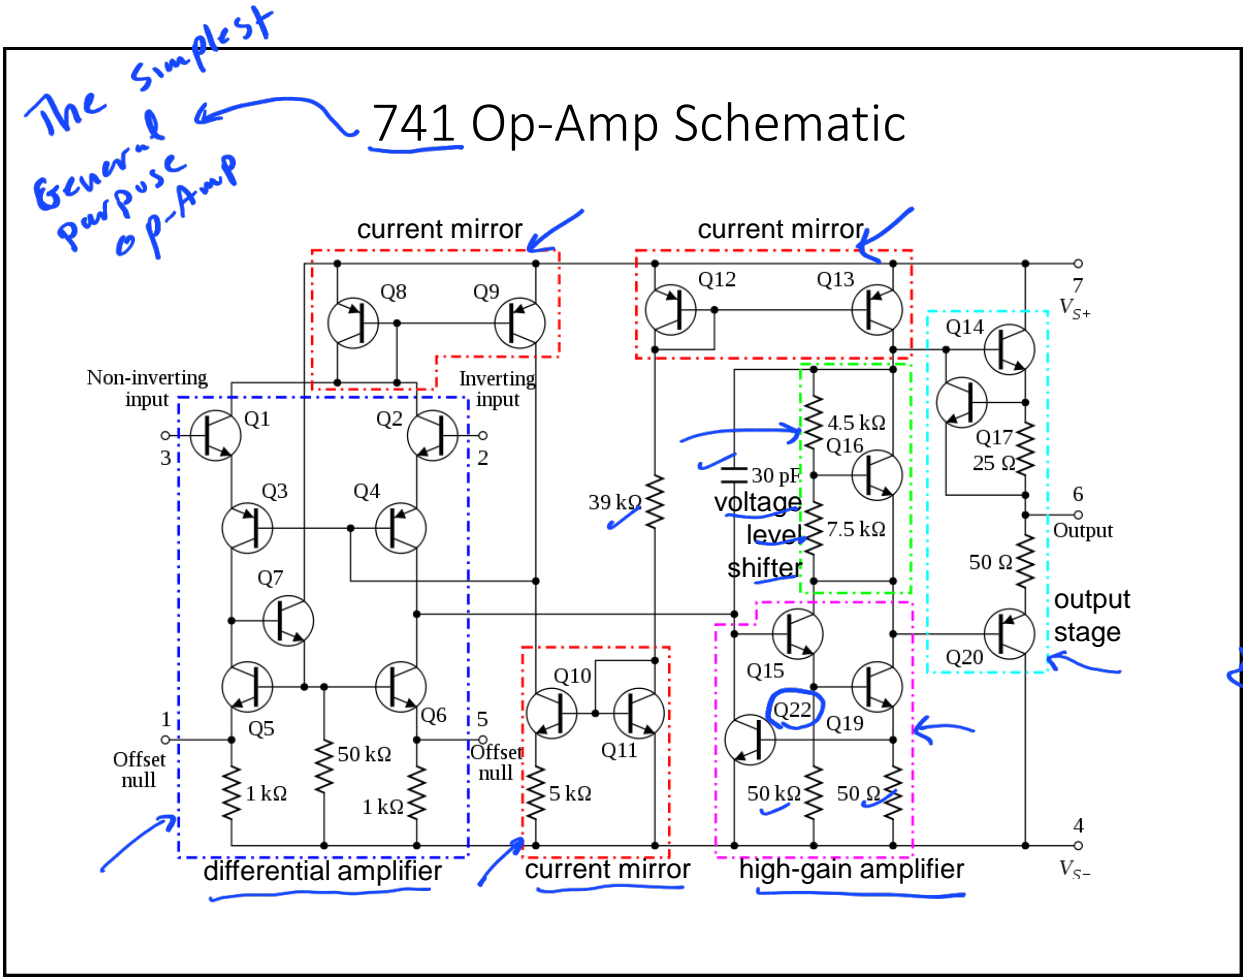 The simplest
General
purpose
op-Amp
741 Op-Amp Schematic
current mirror
current mirror
Q8
Q9
Q12
Q13
7
V_S+
Q14
Non-inverting
input
Inverting
input
Q1
Q2
3
2
4.5 kΩ
Q16
Q17
25 Ω
Q3
Q4
39 kΩ
30 pF
voltage
level
shifter
7.5 kΩ
6
Output
50 Ω
Q7
output
stage
Q15
Q20
Q10
Q22
Q19
Q5
Q6
Q11
1
Offset
null
5
Offset
null
50 kΩ
1 kΩ
1 kΩ
5 kΩ
50 kΩ
50 Ω
4
V_S−
differential amplifier
current mirror
high-gain amplifier